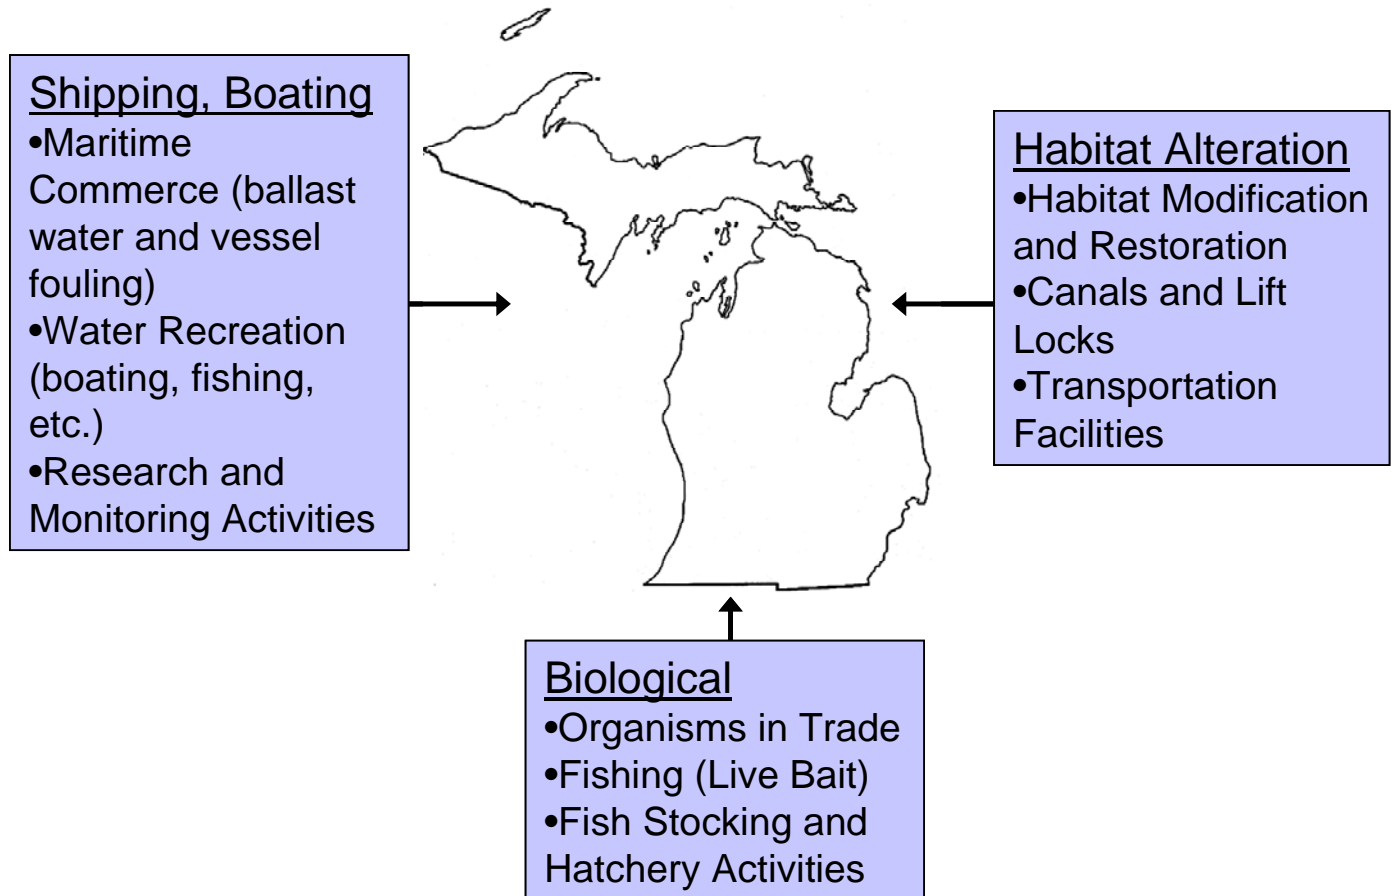 Shipping, Boating
•Maritime
Commerce (ballast
water and vessel
fouling)
•Water Recreation
(boating, fishing,
etc.)
•Research and
Monitoring Activities
Habitat Alteration
•Habitat Modification
and Restoration
•Canals and Lift
Locks
•Transportation
Facilities
Biological
•Organisms in Trade
•Fishing (Live Bait)
•Fish Stocking and
Hatchery Activities